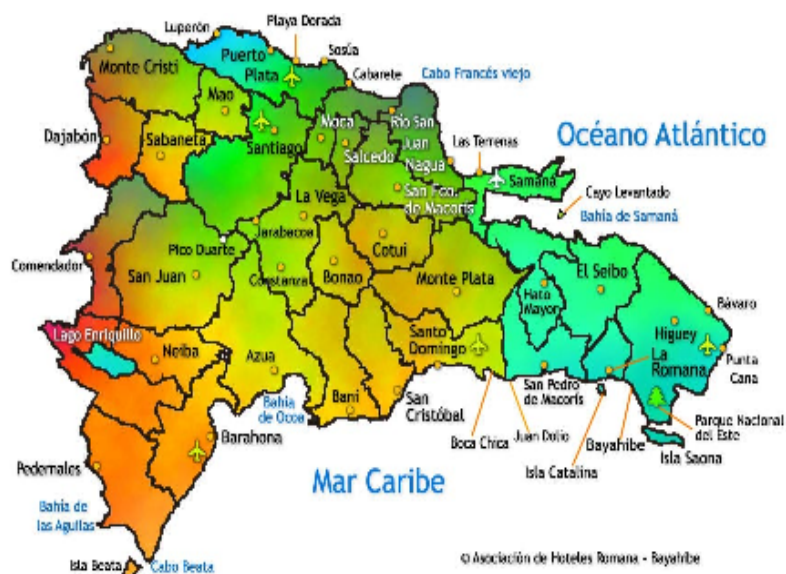 Luperón
Playa Dorada
Puerto
Plata
Sosúa
Cabarete
Cabo Francés viejo
Monte Cristi
Mao
Dajabón
Sabaneta
Santiago
Moca
Salcedo
Río San
Juan
Nagua
Las Terrenas
Océano Atlántico
Samaná
San Fco.
de Macorís
Cayo Levantado
Bahía de Samaná
La Vega
Jarabacoa
Cotui
Pico Duarte
Comendador
San Juan
Constanza
Bonao
Monte Plata
El Seibo
Hato
Mayor
Bávaro
Higuey
Lago Enriquillo
Neiba
Azua
Santo
Domingo
La
Romana
Punta
Cana
San Pedro
de Macorís
Bahía
de Ocoa
Bani
San
Cristóbal
Boca Chica
Juan Dolio
Bayahibe
Parque Nacional
del Este
Isla Catalina
Isla Saona
Barahona
Pedernales
Mar Caribe
Bahía de
las Aguilas
Isla Beata
Cabo Beata
© Asociación de Hoteles Romana - Bayahibe